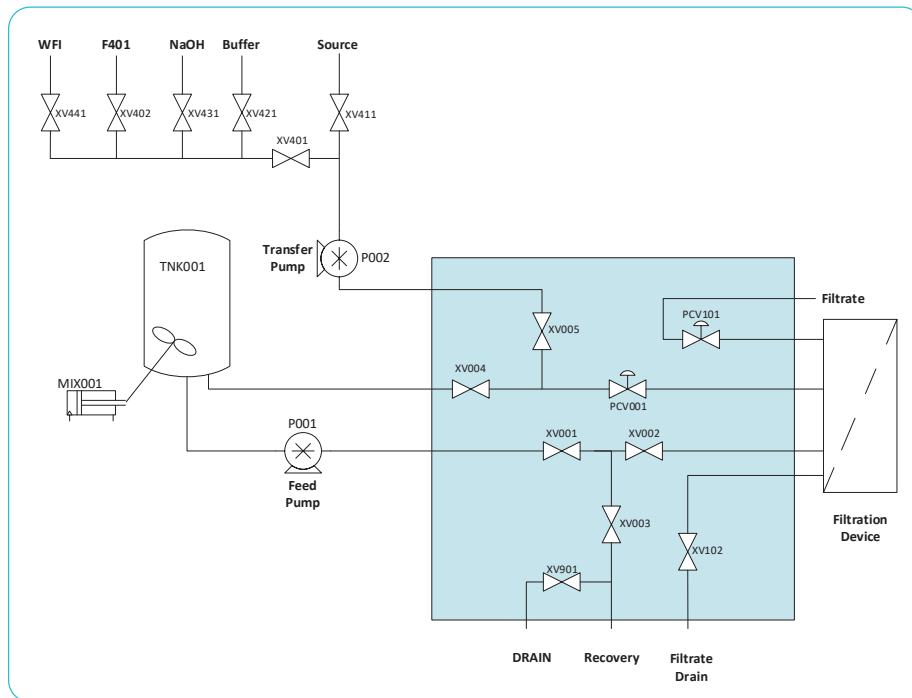 WFI
F401
NaOH
Buffer
Source
XV441
XV402
XV431
XV421
XV411
XV401
TNK001
Transfer
Pump
P002
Filtrate
PCV101
XV005
XV004
PCV001
MIX001
P001
XV001
XV002
Feed
Pump
XV003
Filtration
Device
XV102
XV901
DRAIN
Recovery
Filtrate
Drain